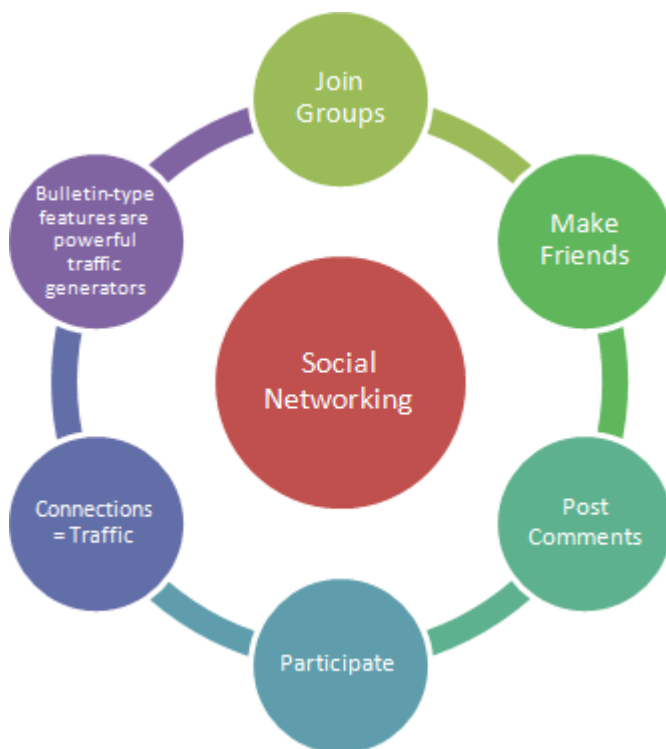 Join
Groups
Make
Friends
Post
Comments
Participate
Connections
= Traffic
Bulletin-type
features are
powerful
traffic
generators
Social
Networking